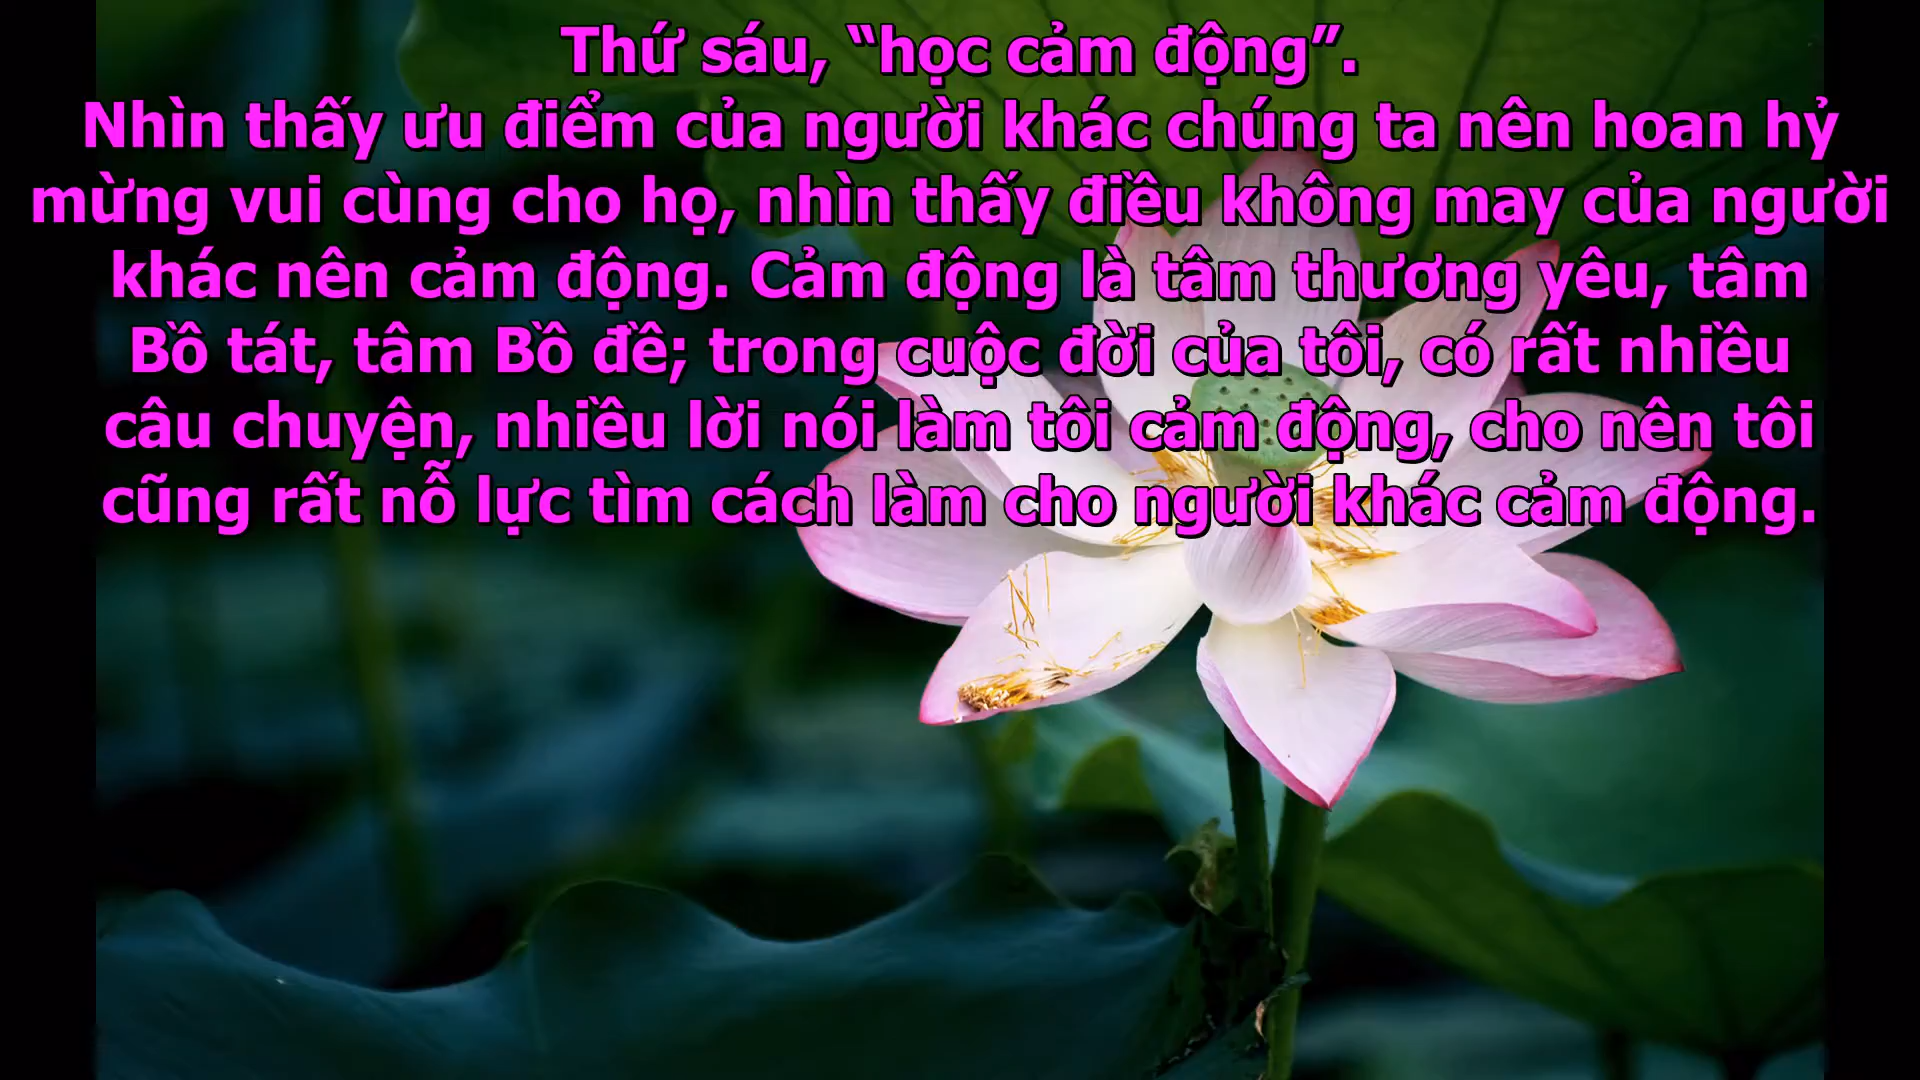 Thứ sáu, “học cảm động”.
Nhìn thấy ưu điểm của người khác chúng ta nên hoan hỷ
mừng vui cùng cho họ, nhìn thấy điều không may của người
khác nên cảm động. Cảm động là tâm thương yêu, tâm
Bồ tát, tâm Bồ đề; trong cuộc đời của tôi, có rất nhiều
câu chuyện, nhiều lời nói làm tôi cảm động, cho nên tôi
cũng rất nỗ lực tìm cách làm cho người khác cảm động.